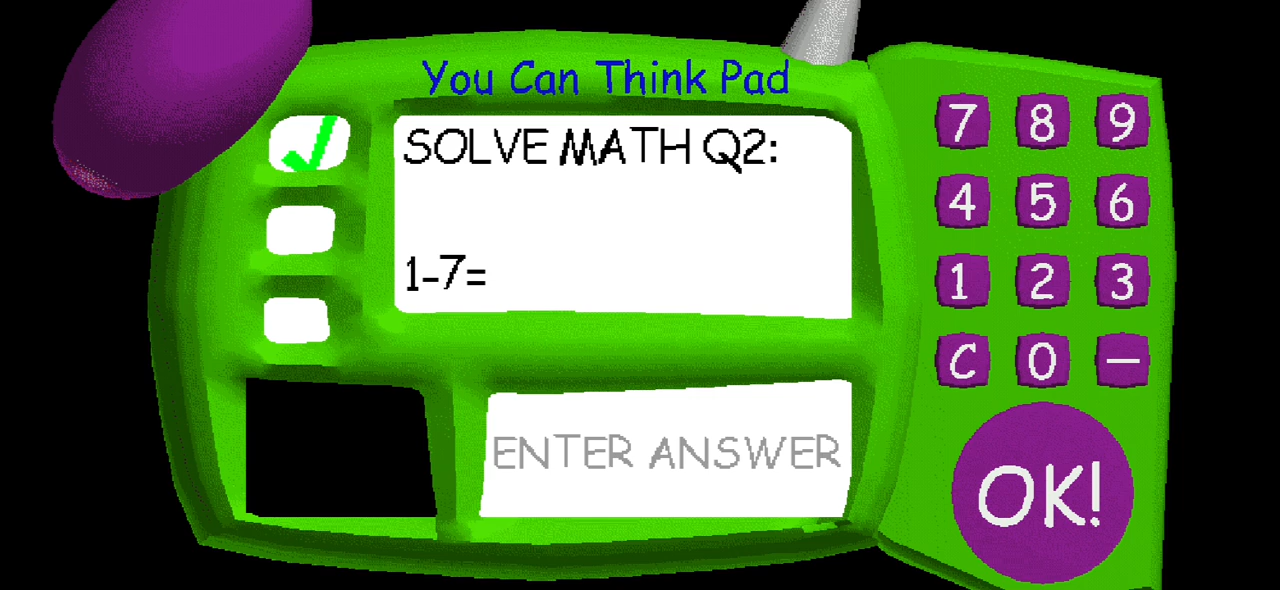 You Can Think Pad
SOLVE MATH Q2:
1-7=
ENTER ANSWER
7 8 9
4 5 6
1 2 3
C 0 —
OK!